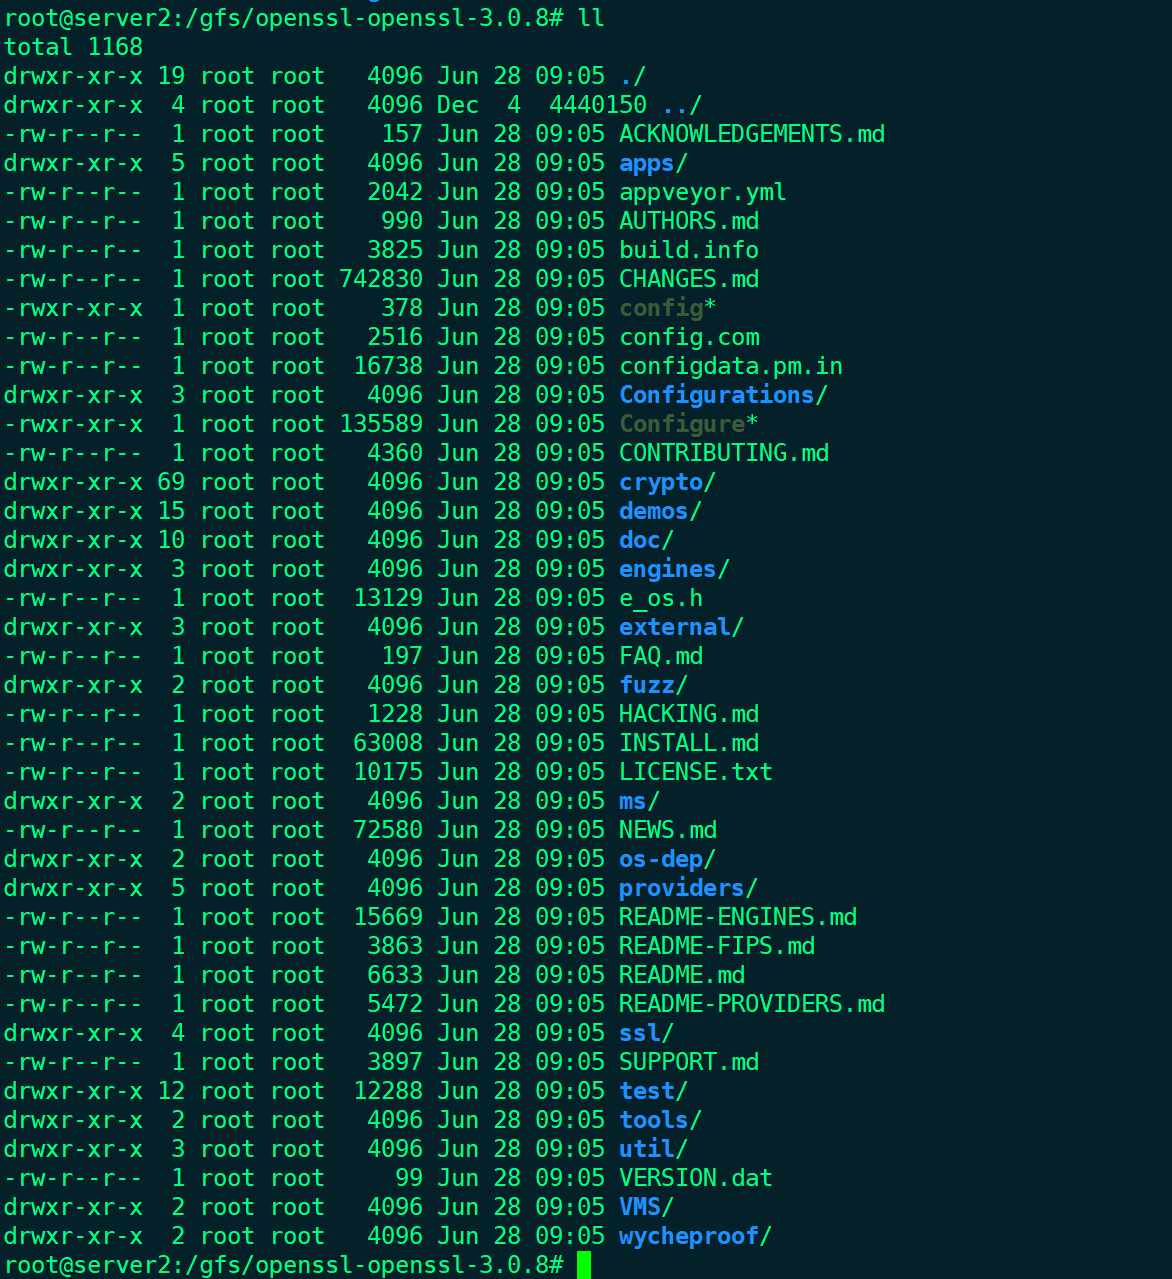 root@server2:/gfs/openssl-openssl-3.0.8# ll
total 1168
drwxr-xr-x 19 root root   4096 Jun 28 09:05 ./
drwxr-xr-x  4 root root   4096 Dec  4  4440150 ../
-rw-r--r--  1 root root    157 Jun 28 09:05 ACKNOWLEDGEMENTS.md
drwxr-xr-x  5 root root   4096 Jun 28 09:05 apps/
-rw-r--r--  1 root root   2042 Jun 28 09:05 appveyor.yml
-rw-r--r--  1 root root    990 Jun 28 09:05 AUTHORS.md
-rw-r--r--  1 root root   3825 Jun 28 09:05 build.info
-rw-r--r--  1 root root 742830 Jun 28 09:05 CHANGES.md
-rwxr-xr-x  1 root root    378 Jun 28 09:05 config*
-rw-r--r--  1 root root   2516 Jun 28 09:05 config.com
-rw-r--r--  1 root root  16738 Jun 28 09:05 configdata.pm.in
drwxr-xr-x  3 root root   4096 Jun 28 09:05 Configurations/
-rwxr-xr-x  1 root root 135589 Jun 28 09:05 Configure*
-rw-r--r--  1 root root   4360 Jun 28 09:05 CONTRIBUTING.md
drwxr-xr-x 69 root root   4096 Jun 28 09:05 crypto/
drwxr-xr-x 15 root root   4096 Jun 28 09:05 demos/
drwxr-xr-x 10 root root   4096 Jun 28 09:05 doc/
drwxr-xr-x  3 root root   4096 Jun 28 09:05 engines/
-rw-r--r--  1 root root  13129 Jun 28 09:05 e_os.h
drwxr-xr-x  3 root root   4096 Jun 28 09:05 external/
-rw-r--r--  1 root root    197 Jun 28 09:05 FAQ.md
drwxr-xr-x  2 root root   4096 Jun 28 09:05 fuzz/
-rw-r--r--  1 root root   1228 Jun 28 09:05 HACKING.md
-rw-r--r--  1 root root  63008 Jun 28 09:05 INSTALL.md
-rw-r--r--  1 root root  10175 Jun 28 09:05 LICENSE.txt
drwxr-xr-x  2 root root   4096 Jun 28 09:05 ms/
-rw-r--r--  1 root root  72580 Jun 28 09:05 NEWS.md
drwxr-xr-x  2 root root   4096 Jun 28 09:05 os-dep/
drwxr-xr-x  5 root root   4096 Jun 28 09:05 providers/
-rw-r--r--  1 root root  15669 Jun 28 09:05 README-ENGINES.md
-rw-r--r--  1 root root   3863 Jun 28 09:05 README-FIPS.md
-rw-r--r--  1 root root   6633 Jun 28 09:05 README.md
-rw-r--r--  1 root root   5472 Jun 28 09:05 README-PROVIDERS.md
drwxr-xr-x  4 root root   4096 Jun 28 09:05 ssl/
-rw-r--r--  1 root root   3897 Jun 28 09:05 SUPPORT.md
drwxr-xr-x 12 root root  12288 Jun 28 09:05 test/
drwxr-xr-x  2 root root   4096 Jun 28 09:05 tools/
drwxr-xr-x  3 root root   4096 Jun 28 09:05 util/
-rw-r--r--  1 root root     99 Jun 28 09:05 VERSION.dat
drwxr-xr-x  2 root root   4096 Jun 28 09:05 VMS/
drwxr-xr-x  2 root root   4096 Jun 28 09:05 wycheproof/
root@server2:/gfs/openssl-openssl-3.0.8#